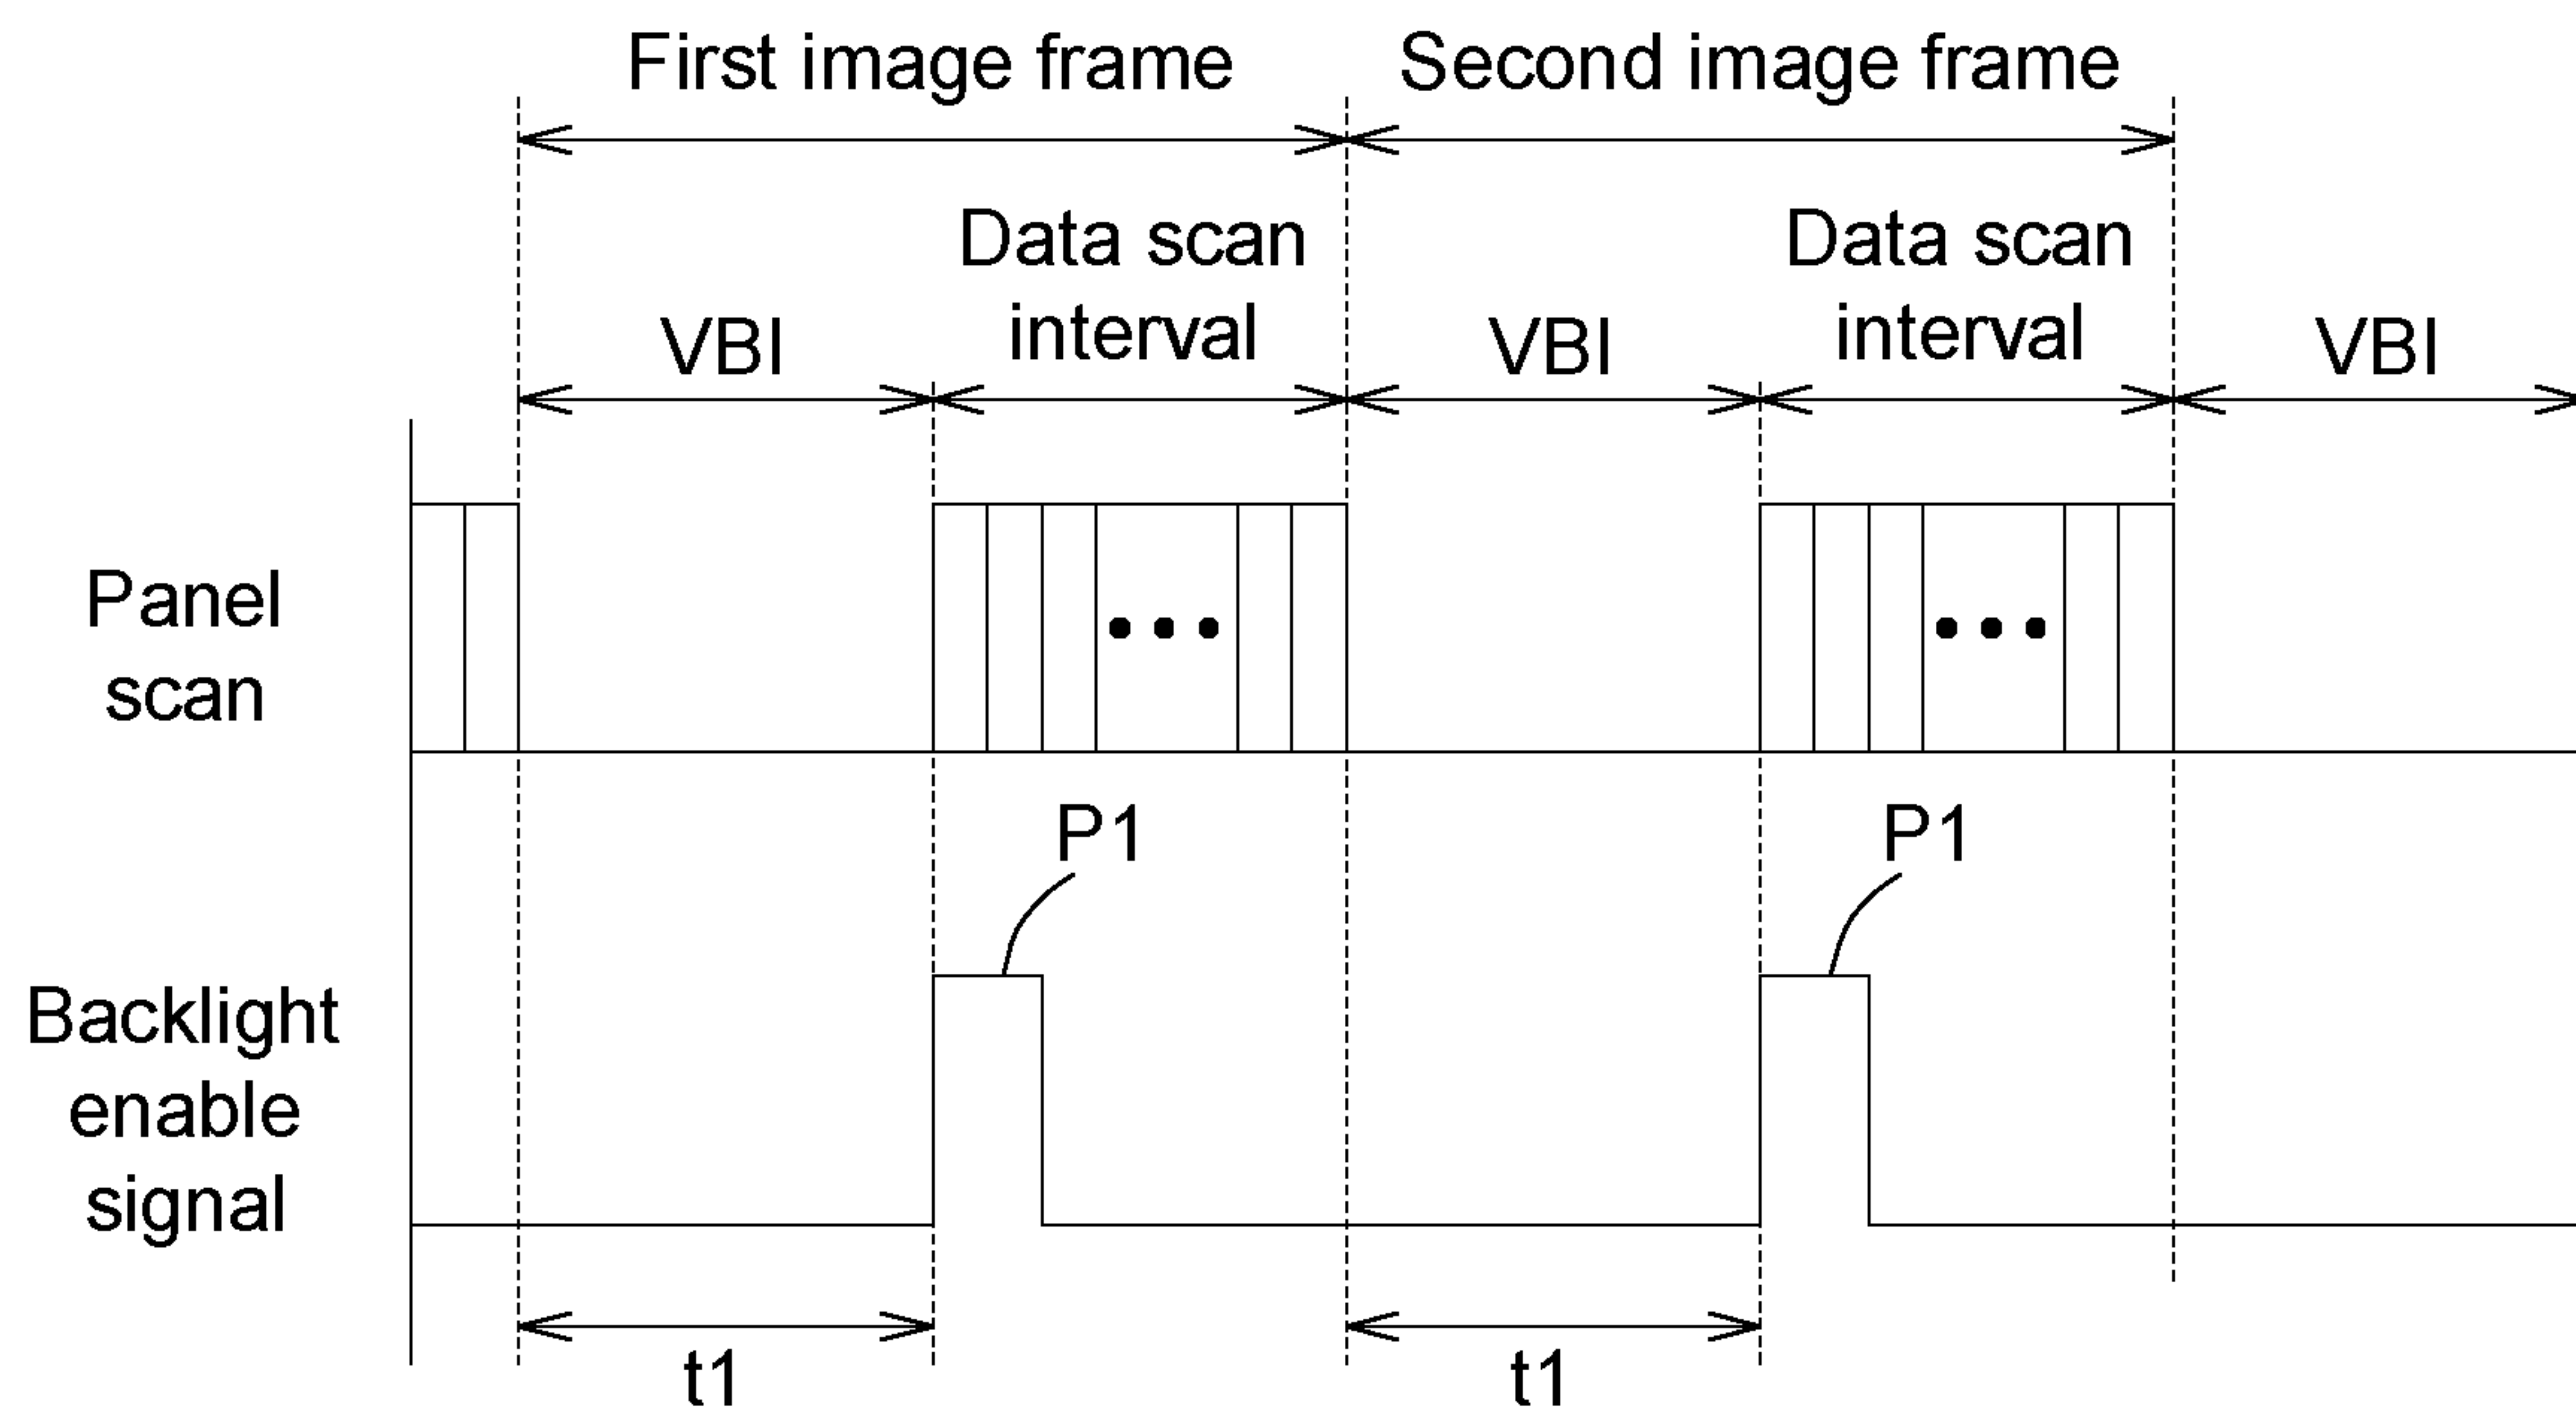 First image frame
Second image frame
Data scan
interval
Data scan
interval
VBI
VBI
VBI
Panel
scan
P1
P1
Backlight
enable
signal
t1
t1